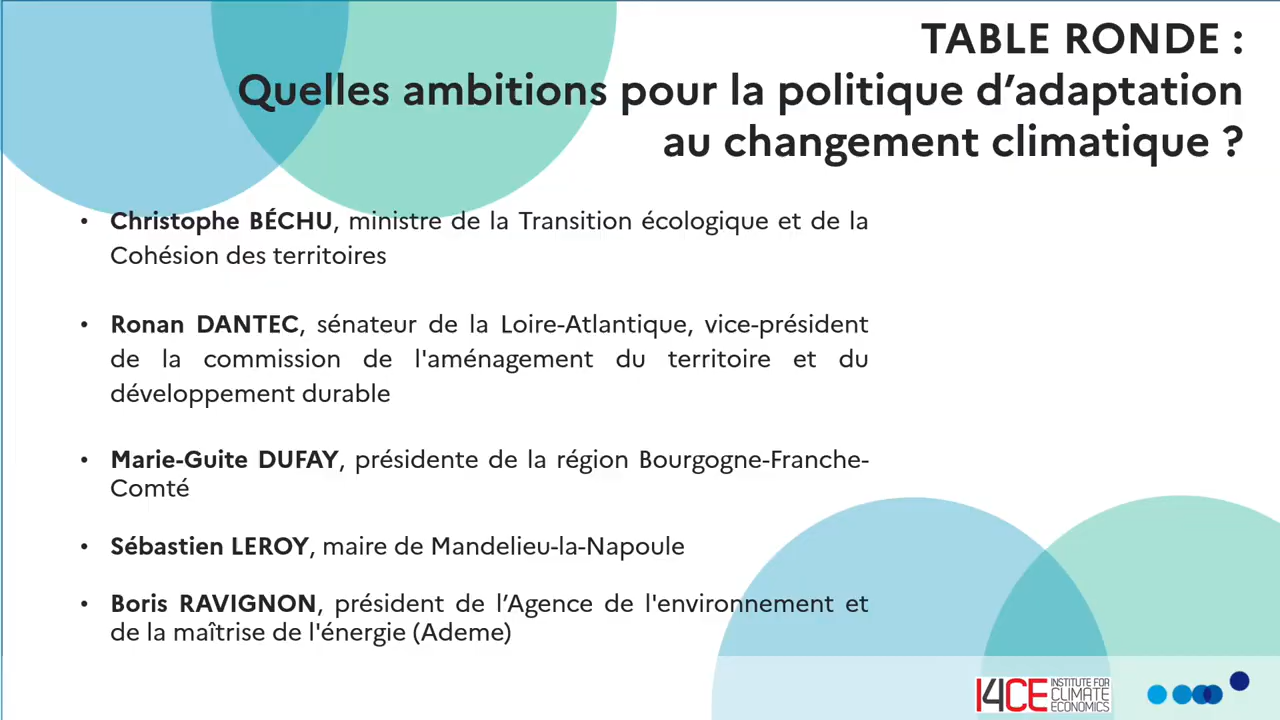 TABLE RONDE :
Quelles ambitions pour la politique d’adaptation
au changement climatique ?
• Christophe BÉCHU, ministre de la Transition écologique et de la
Cohésion des territoires
• Ronan DANTEC, sénateur de la Loire-Atlantique, vice-président
de la commission de l'aménagement du territoire et du
développement durable
• Marie-Guite DUFAY, présidente de la région Bourgogne-Franche-
Comté
• Sébastien LEROY, maire de Mandelieu-la-Napoule
• Boris RAVIGNON, président de l’Agence de l'environnement et
de la maîtrise de l'énergie (Ademe)
I4CE INSTITUTE FOR
CLIMATE
ECONOMICS